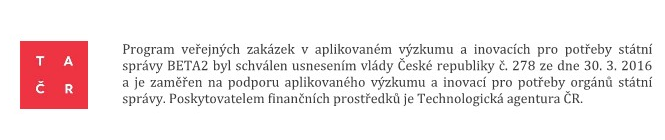 T A
Č R
Program veřejných zakázek v aplikovaném výzkumu a inovacích pro potřeby státní
správy BETA2 byl schválen usnesením vlády České republiky č. 278 ze dne 30. 3. 2016
a je zaměřen na podporu aplikovaného výzkumu a inovací pro potřeby orgánů státní
správy. Poskytovatelem finančních prostředků je Technologická agentura ČR.